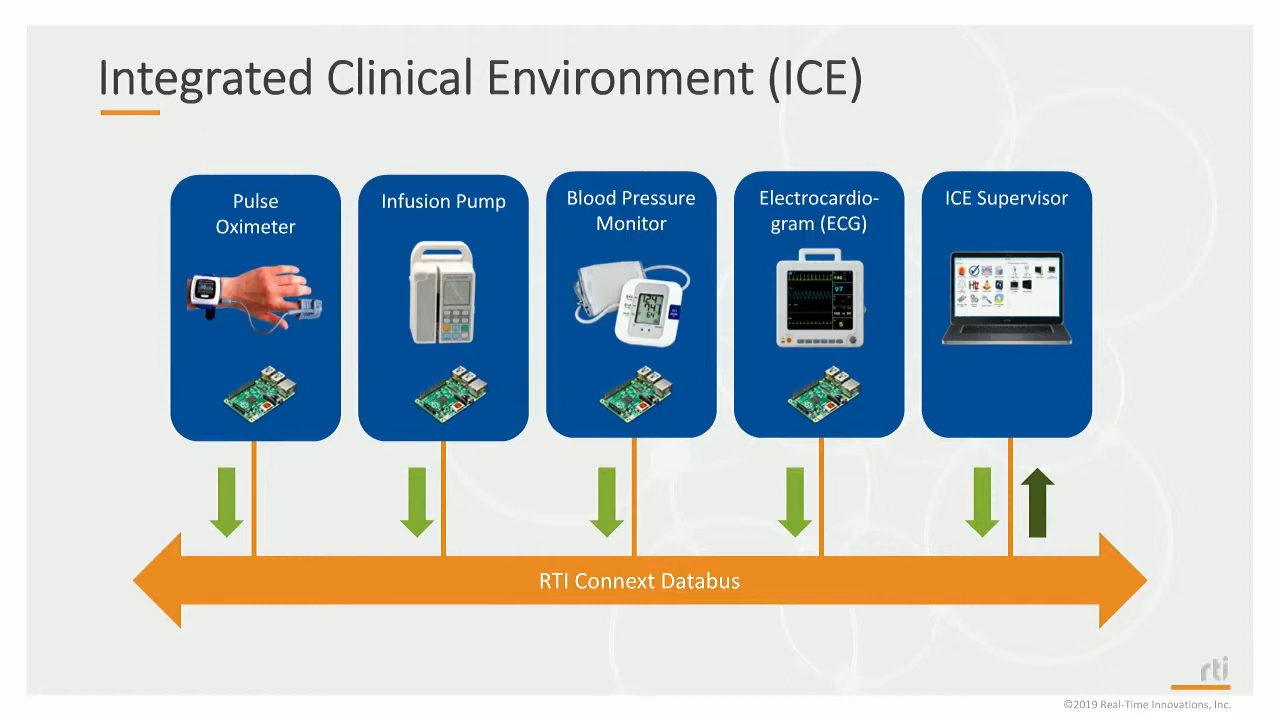 Integrated Clinical Environment (ICE)
Pulse
Oximeter
Infusion Pump
Blood Pressure
Monitor
Electrocardio-
gram (ECG)
ICE Supervisor
RTI Connext Databus
rti
©2019 Real-Time Innovations, Inc.